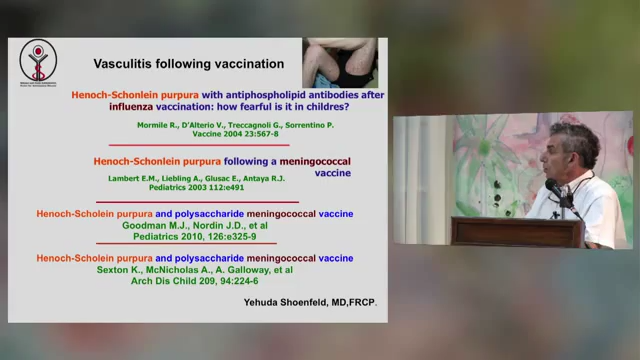 Vasculitis following vaccination
Henoch-Schonlein purpura with antiphospholipid antibodies after
influenza vaccination: how fearful is it in childres?
Mormile R., D'Alterio V., Treccagnoli G., Sorrentino P.
Vaccine 2004 23:567-8
Henoch-Schonlein purpura following a meningococcal
vaccine
Lambert E.M., Liebling A., Glusac E., Antaya R.J.
Pediatrics 2003 112:e491
Henoch-Scholein purpura and polysaccharide meningococcal vaccine
Goodman M.J., Nordin J.D., et al
Pediatrics 2010, 126:e325-9
Henoch-Scholein purpura and polysaccharide meningococcal vaccine
Sexton K., McNicholas A., A. Galloway, et al
Arch Dis Child 209, 94:224-6
Yehuda Shoenfeld, MD,FRCP.